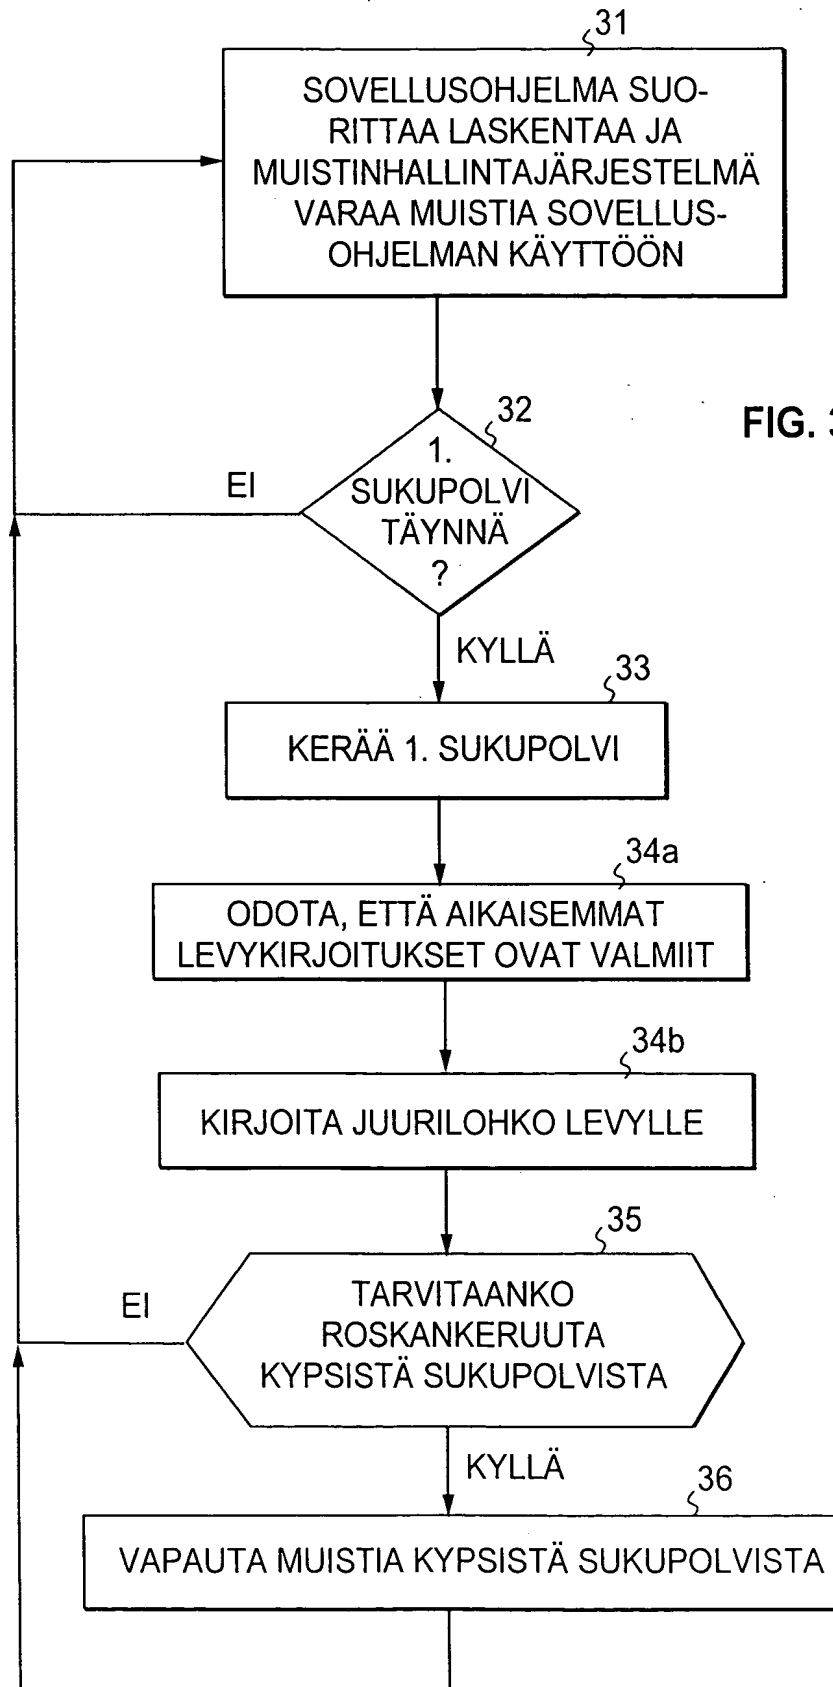 31
SOVELLUSOHJELMA SUO-
RITTAA LASKENTAA JA
MUISTINHALLINTAJÄRJESTELMÄ
VARAA MUISTIA SOVELLUS-
OHJELMAN KÄYTTÖÖN
32
FIG. 3
1.
SUKUPOLVI
TÄYNNÄ
?
EI
KYLLÄ
33
KERÄÄ 1. SUKUPOLVI
34a
ODOTA, ETTÄ AIKAISEMMAT
LEVYKIRJOITUKSET OVAT VALMIIT
34b
KIRJOITA JUURILOHKO LEVYLLE
35
EI
TARVITAANKO
ROSKANKERUUTA
KYPSISTÄ SUKUPOLVISTA
KYLLÄ
36
VAPAUTA MUISTIA KYPSISTÄ SUKUPOLVISTA